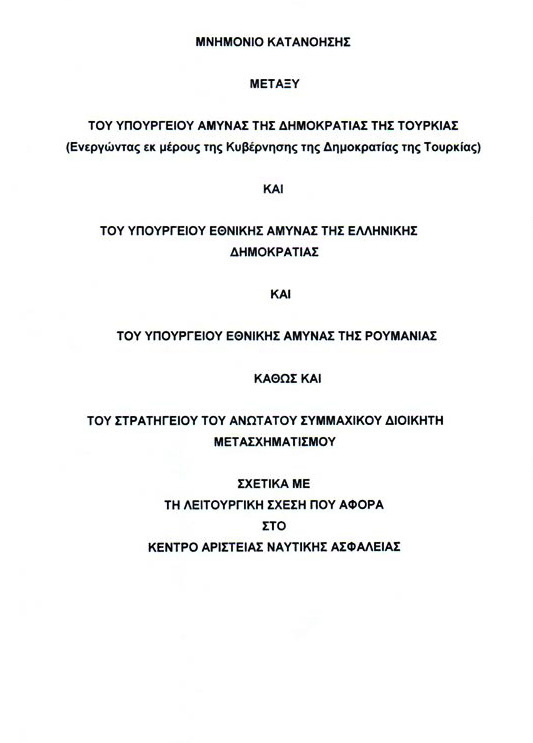 ΜΝΗΜΟΝΙΟ ΚΑΤΑΝΟΗΣΗΣ
ΜΕΤΑΞΥ
ΤΟΥ ΥΠΟΥΡΓΕΙΟΥ ΑΜΥΝΑΣ ΤΗΣ ΔΗΜΟΚΡΑΤΙΑΣ ΤΗΣ ΤΟΥΡΚΙΑΣ
(Ενεργώντας εκ μέρους της Κυβέρνησης της Δημοκρατίας της Τουρκίας)
ΚΑΙ
ΤΟΥ ΥΠΟΥΡΓΕΙΟΥ ΕΘΝΙΚΗΣ ΑΜΥΝΑΣ ΤΗΣ ΕΛΛΗΝΙΚΗΣ
ΔΗΜΟΚΡΑΤΙΑΣ
ΚΑΙ
ΤΟΥ ΥΠΟΥΡΓΕΙΟΥ ΕΘΝΙΚΗΣ ΑΜΥΝΑΣ ΤΗΣ ΡΟΥΜΑΝΙΑΣ
ΚΑΘΩΣ ΚΑΙ
ΤΟΥ ΣΤΡΑΤΗΓΕΙΟΥ ΤΟΥ ΑΝΩΤΑΤΟΥ ΣΥΜΜΑΧΙΚΟΥ ΔΙΟΙΚΗΤΗ
ΜΕΤΑΣΧΗΜΑΤΙΣΜΟΥ
ΣΧΕΤΙΚΑ ΜΕ
ΤΗ ΛΕΙΤΟΥΡΓΙΚΗ ΣΧΕΣΗ ΠΟΥ ΑΦΟΡΑ
ΣΤΟ
ΚΕΝΤΡΟ ΑΡΙΣΤΕΙΑΣ ΝΑΥΤΙΚΗΣ ΑΣΦΑΛΕΙΑΣ